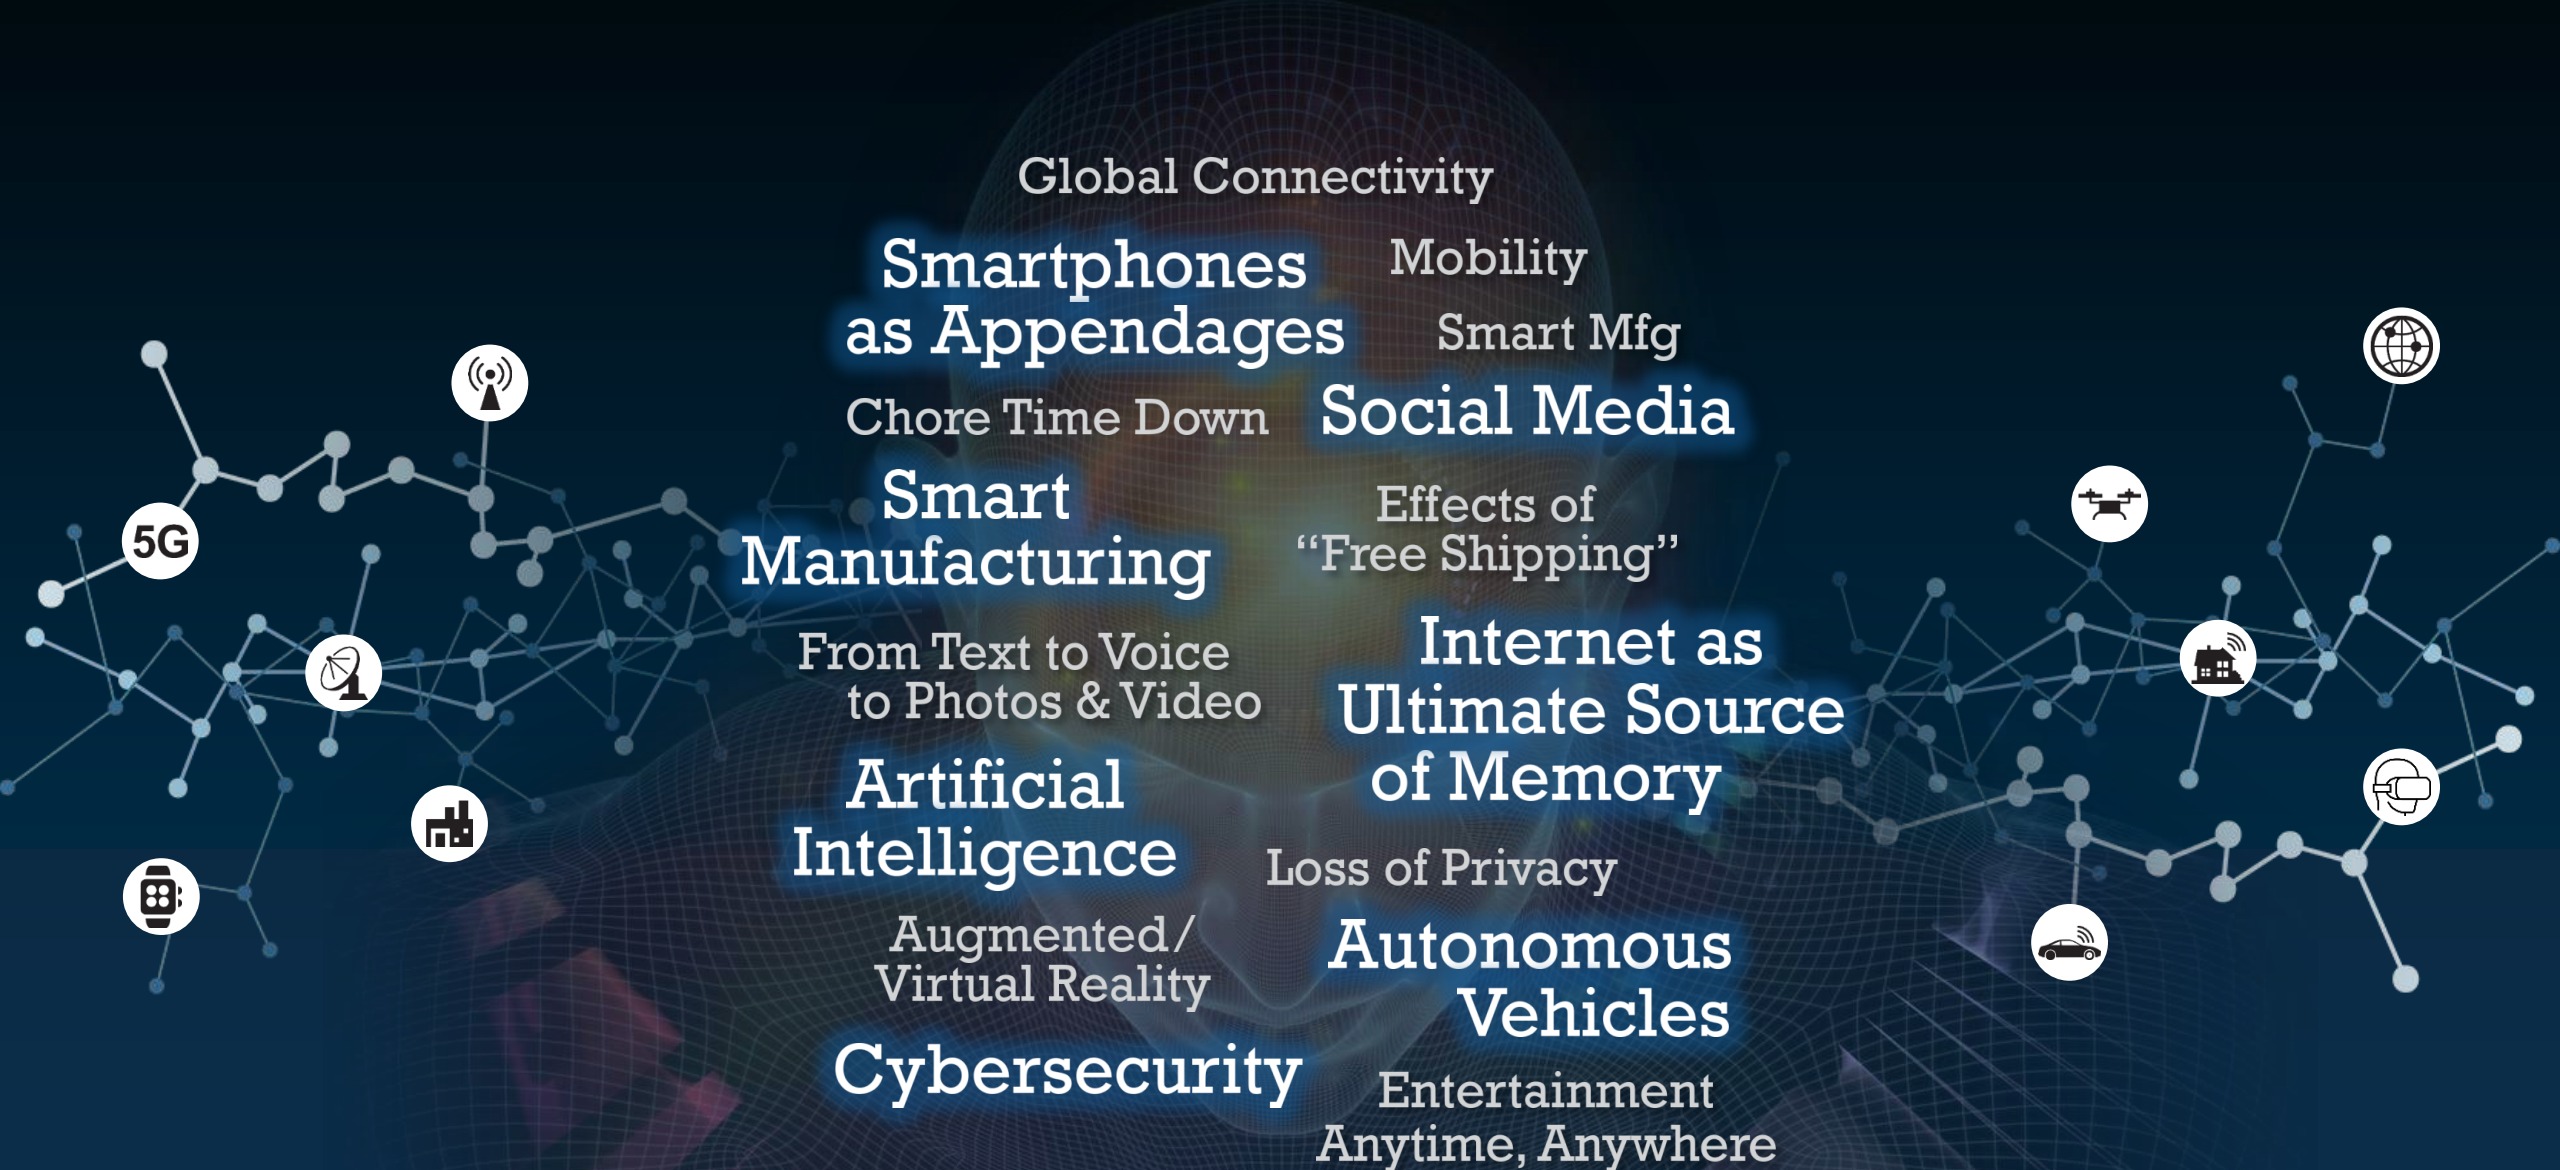 Global Connectivity
Smartphones
as Appendages
Mobility
Smart Mfg
Chore Time Down
Social Media
Smart
Manufacturing
Effects of
“Free Shipping”
5G
From Text to Voice
to Photos & Video
Internet as
Ultimate Source
of Memory
Artificial
Intelligence
Loss of Privacy
Augmented/
Virtual Reality
Autonomous
Vehicles
Cybersecurity
Entertainment
Anytime, Anywhere